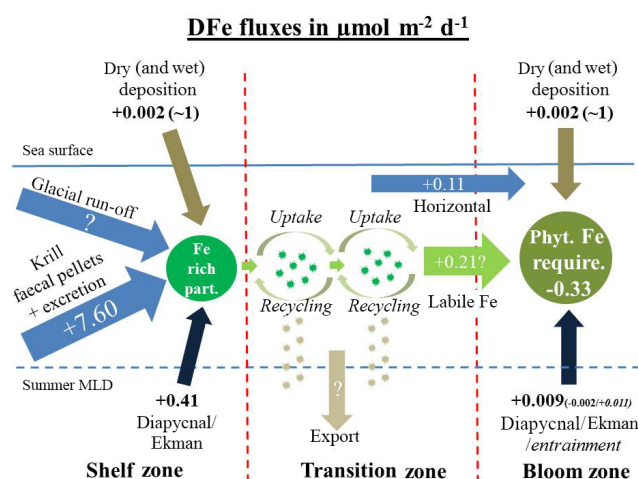 DFe fluxes in µmol m⁻² d⁻¹
Dry (and wet)
deposition
+0.002 (~1)
Dry (and wet)
deposition
+0.002 (~1)
Sea surface
Glacial run-off
?
Krill
faecal pellets
+ excretion
+7.60
Fe
rich
part.
Uptake
Uptake
Recycling
Recycling
+0.11
Horizontal
+0.21?
Labile Fe
Phyt. Fe
require.
-0.33
Summer MLD
+0.41
Diapycnal/
Ekman
?
Export
+0.009(-0.002/+0.011)
Diapycnal/Ekman
/entrainment
Shelf zone
Transition zone
Bloom zone